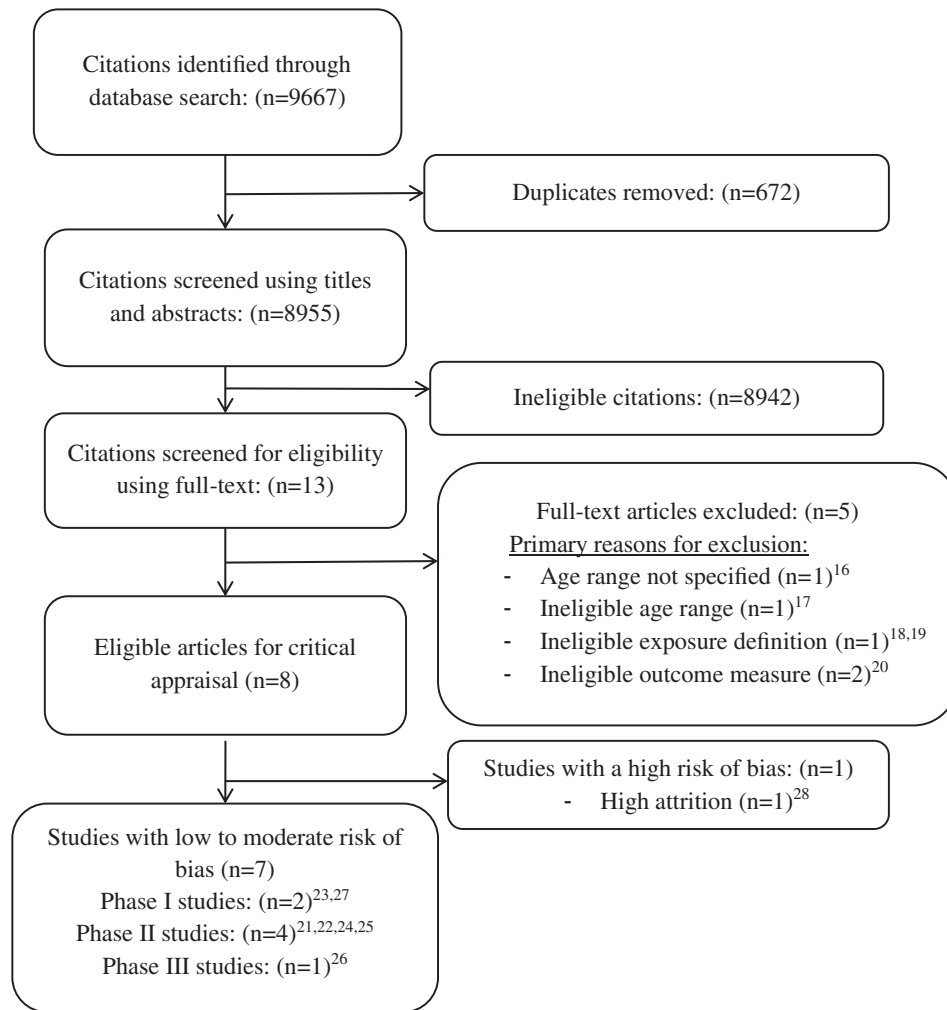 Citations identified through
database search: (n=9667)
Duplicates removed: (n=672)
Citations screened using titles
and abstracts: (n=8955)
Ineligible citations: (n=8942)
Citations screened for eligibility
using full-text: (n=13)
Full-text articles excluded: (n=5)
Primary reasons for exclusion:
- Age range not specified (n=1)16
- Ineligible age range (n=1)17
- Ineligible exposure definition (n=1)18,19
- Ineligible outcome measure (n=2)20
Eligible articles for critical
appraisal (n=8)
Studies with a high risk of bias: (n=1)
- High attrition (n=1)28
Studies with low to moderate risk of
bias (n=7)
Phase I studies: (n=2)23,27
Phase II studies: (n=4)21,22,24,25
Phase III studies: (n=1)26